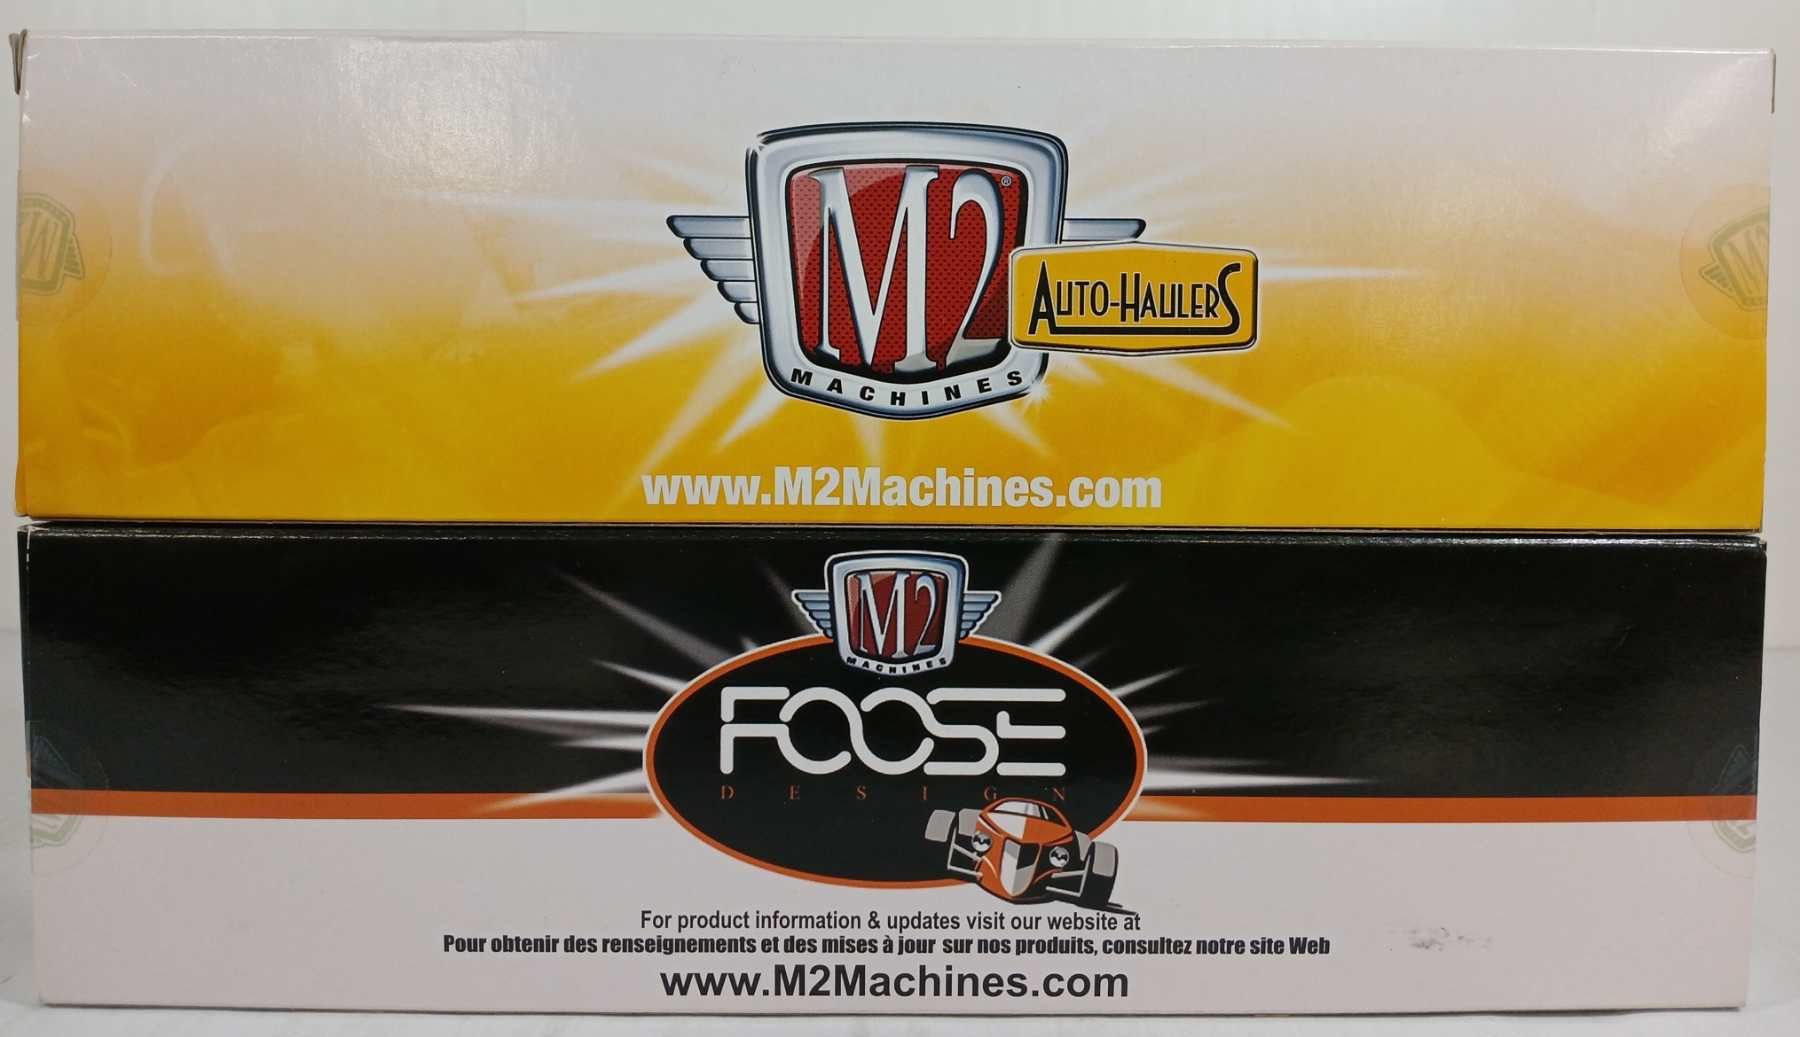 M2®
MACHINES
AUTO-HAULERS
www.M2Machines.com
M2
MACHINES
FOOSE
DESIGN
For product information & updates visit our website at
Pour obtenir des renseignements et des mises à jour sur nos produits, consultez notre site Web
www.M2Machines.com